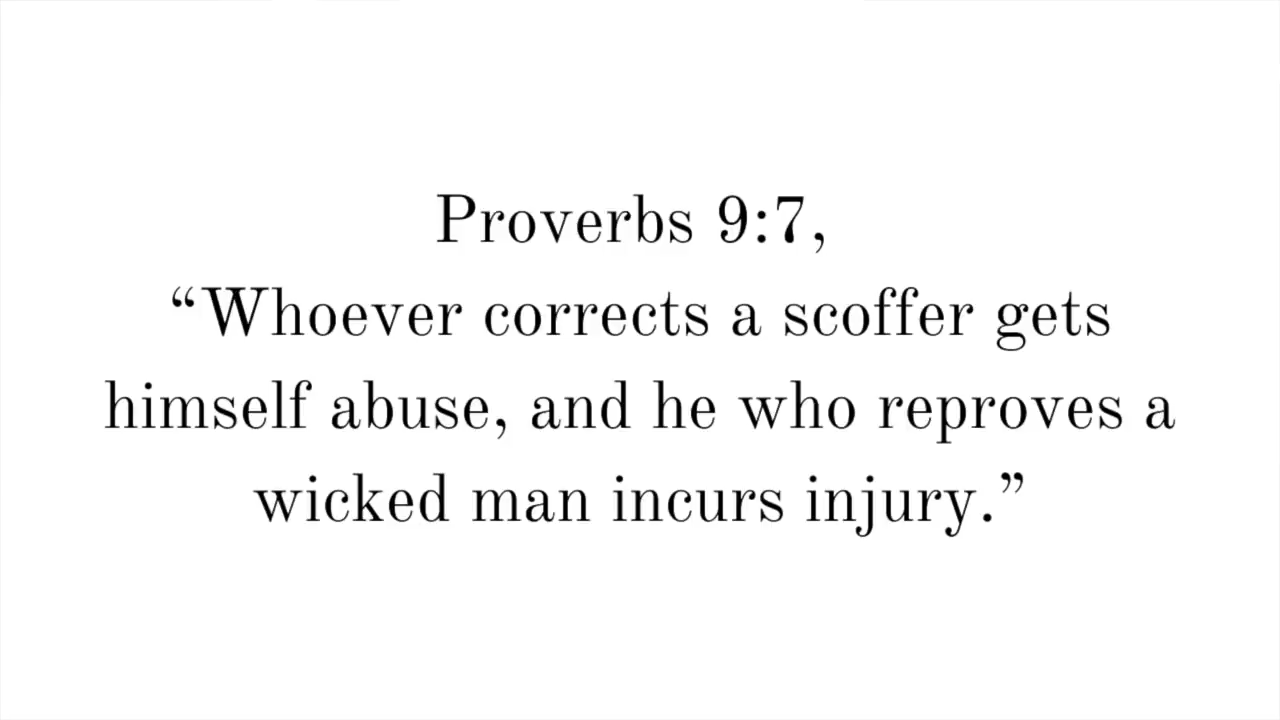 Proverbs 9:7,
“Whoever corrects a scoffer gets
himself abuse, and he who reproves a
wicked man incurs injury.”